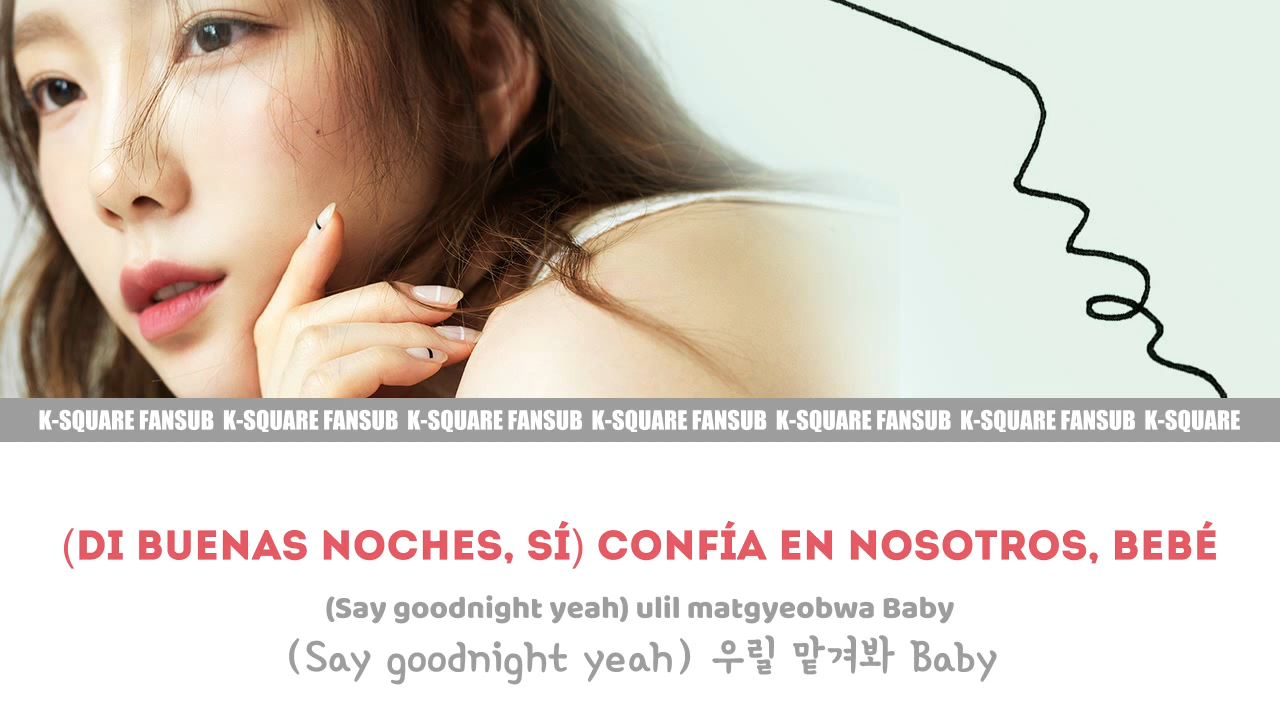 K-SQUARE FANSUB K-SQUARE FANSUB K-SQUARE FANSUB K-SQUARE FANSUB K-SQUARE FANSUB K-SQUARE FANSUB K-SQUARE
(DI BUENAS NOCHES, SÍ) CONFÍA EN NOSOTROS, BEBÉ
(Say goodnight yeah) ulil matgyeobwa Baby
(Say goodnight yeah) 우릴 맡겨봐 Baby